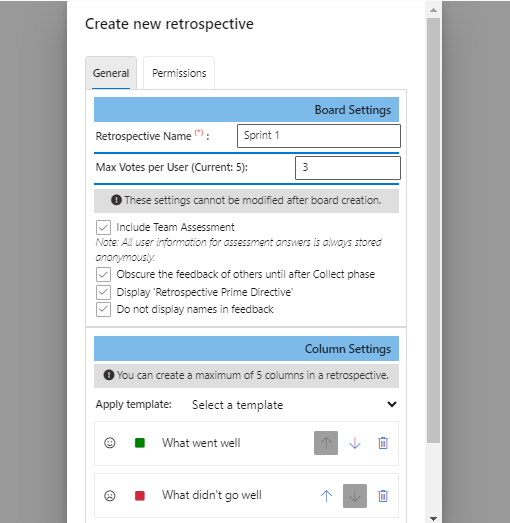 Create new retrospective
General Permissions
Board Settings
Retrospective Name (*) : Sprint 1
Max Votes per User (Current: 5): 3
These settings cannot be modified after board creation.
Include Team Assessment
Note: All user information for assessment answers is always stored
anonymously.
Obscure the feedback of others until after Collect phase
Display 'Retrospective Prime Directive'
Do not display names in feedback
Column Settings
You can create a maximum of 5 columns in a retrospective.
Apply template: Select a template
What went well
What didn't go well